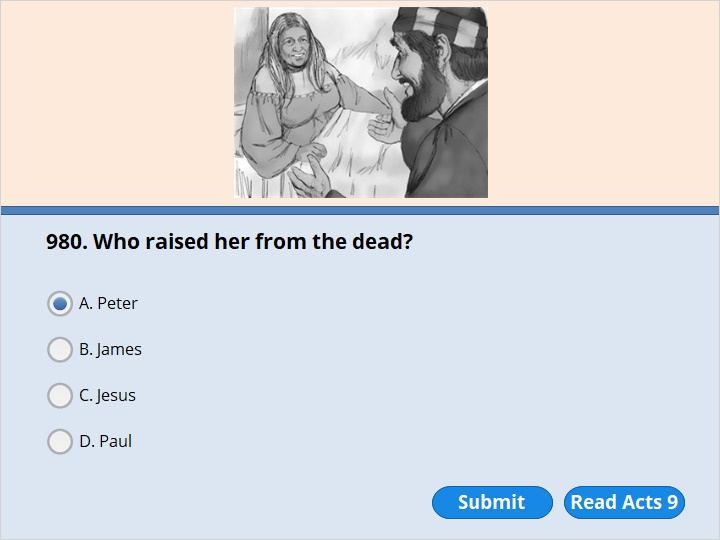 980. Who raised her from the dead?
A. Peter
B. James
C. Jesus
D. Paul
Submit
Read Acts 9